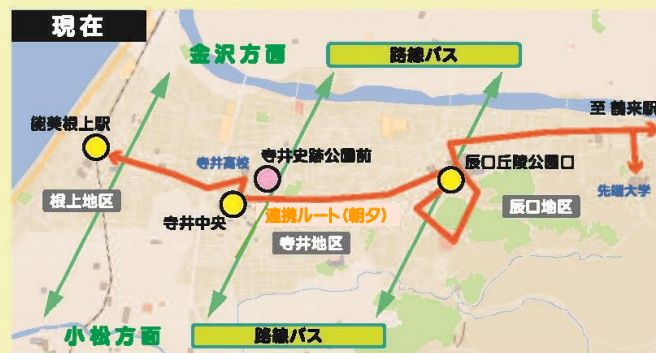 現在
金沢方面
路線バス
至 鶴来駅
能美根上駅
寺井高校
寺井史跡公園前
辰口丘陵公園口
先端大学
根上地区
寺井中央
連携ルート(朝夕)
辰口地区
寺井地区
小松方面
路線バス